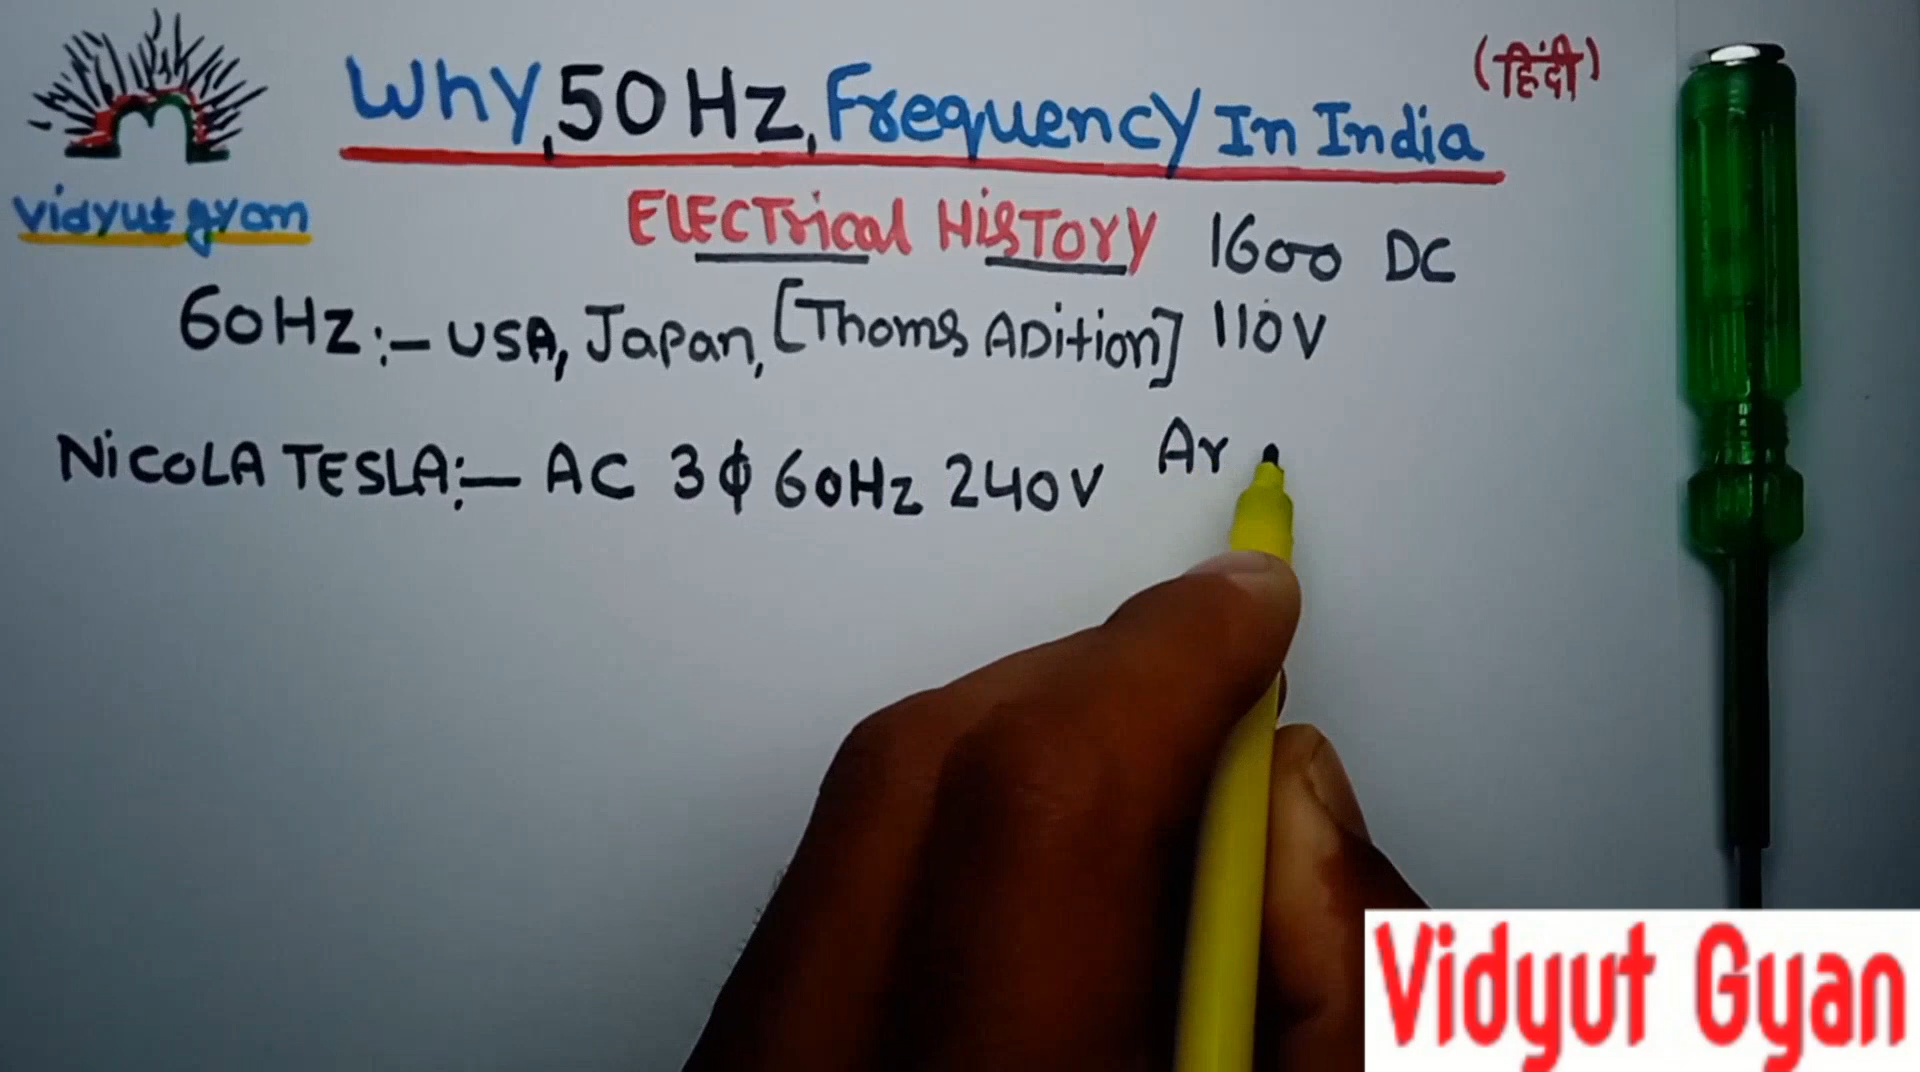 Why, 50 Hz, Frequency In India (हिंदी)
vidyut gyan
ELECTrical HISTORY 1600 DC
60Hz:- USA, Japan, [Thoms ADition] 110V
NICOLA TESLA:- AC 3 ϕ 60Hz 240V Ar
Vidyut Gyan